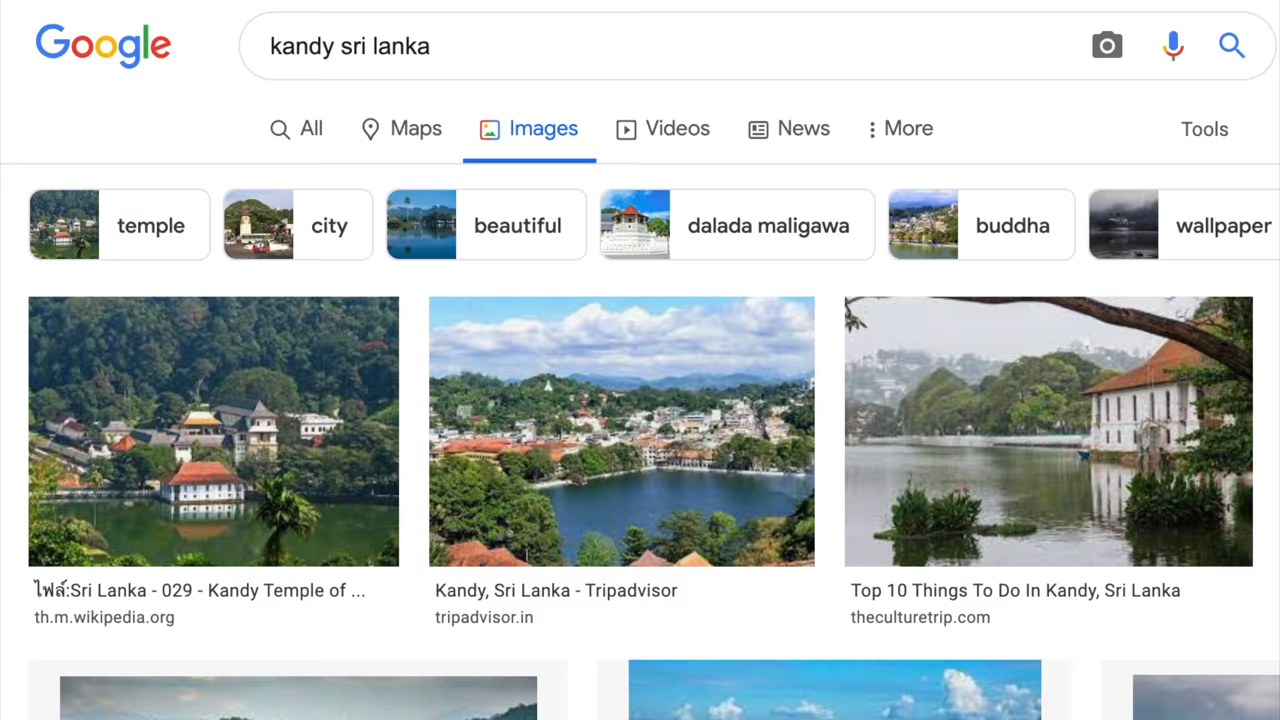 Google
kandy sri lanka
All Maps Images Videos News More Tools
temple city beautiful dalada maligawa buddha wallpaper
ไฟล์:Sri Lanka - 029 - Kandy Temple of ...
th.m.wikipedia.org
Kandy, Sri Lanka - Tripadvisor
tripadvisor.in
Top 10 Things To Do In Kandy, Sri Lanka
theculturetrip.com